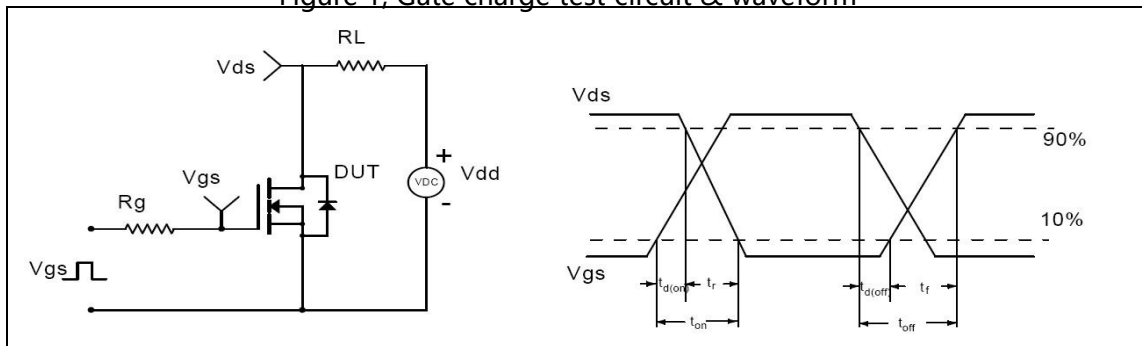 Figure 1, Gate charge test circuit & waveform
RL
Vds
Vds
90%
+
Vgs
DUT
VDC
Vdd
Rg
-
10%
Vgs
Vgs
td(on)
tr
td(off)
tf
ton
toff